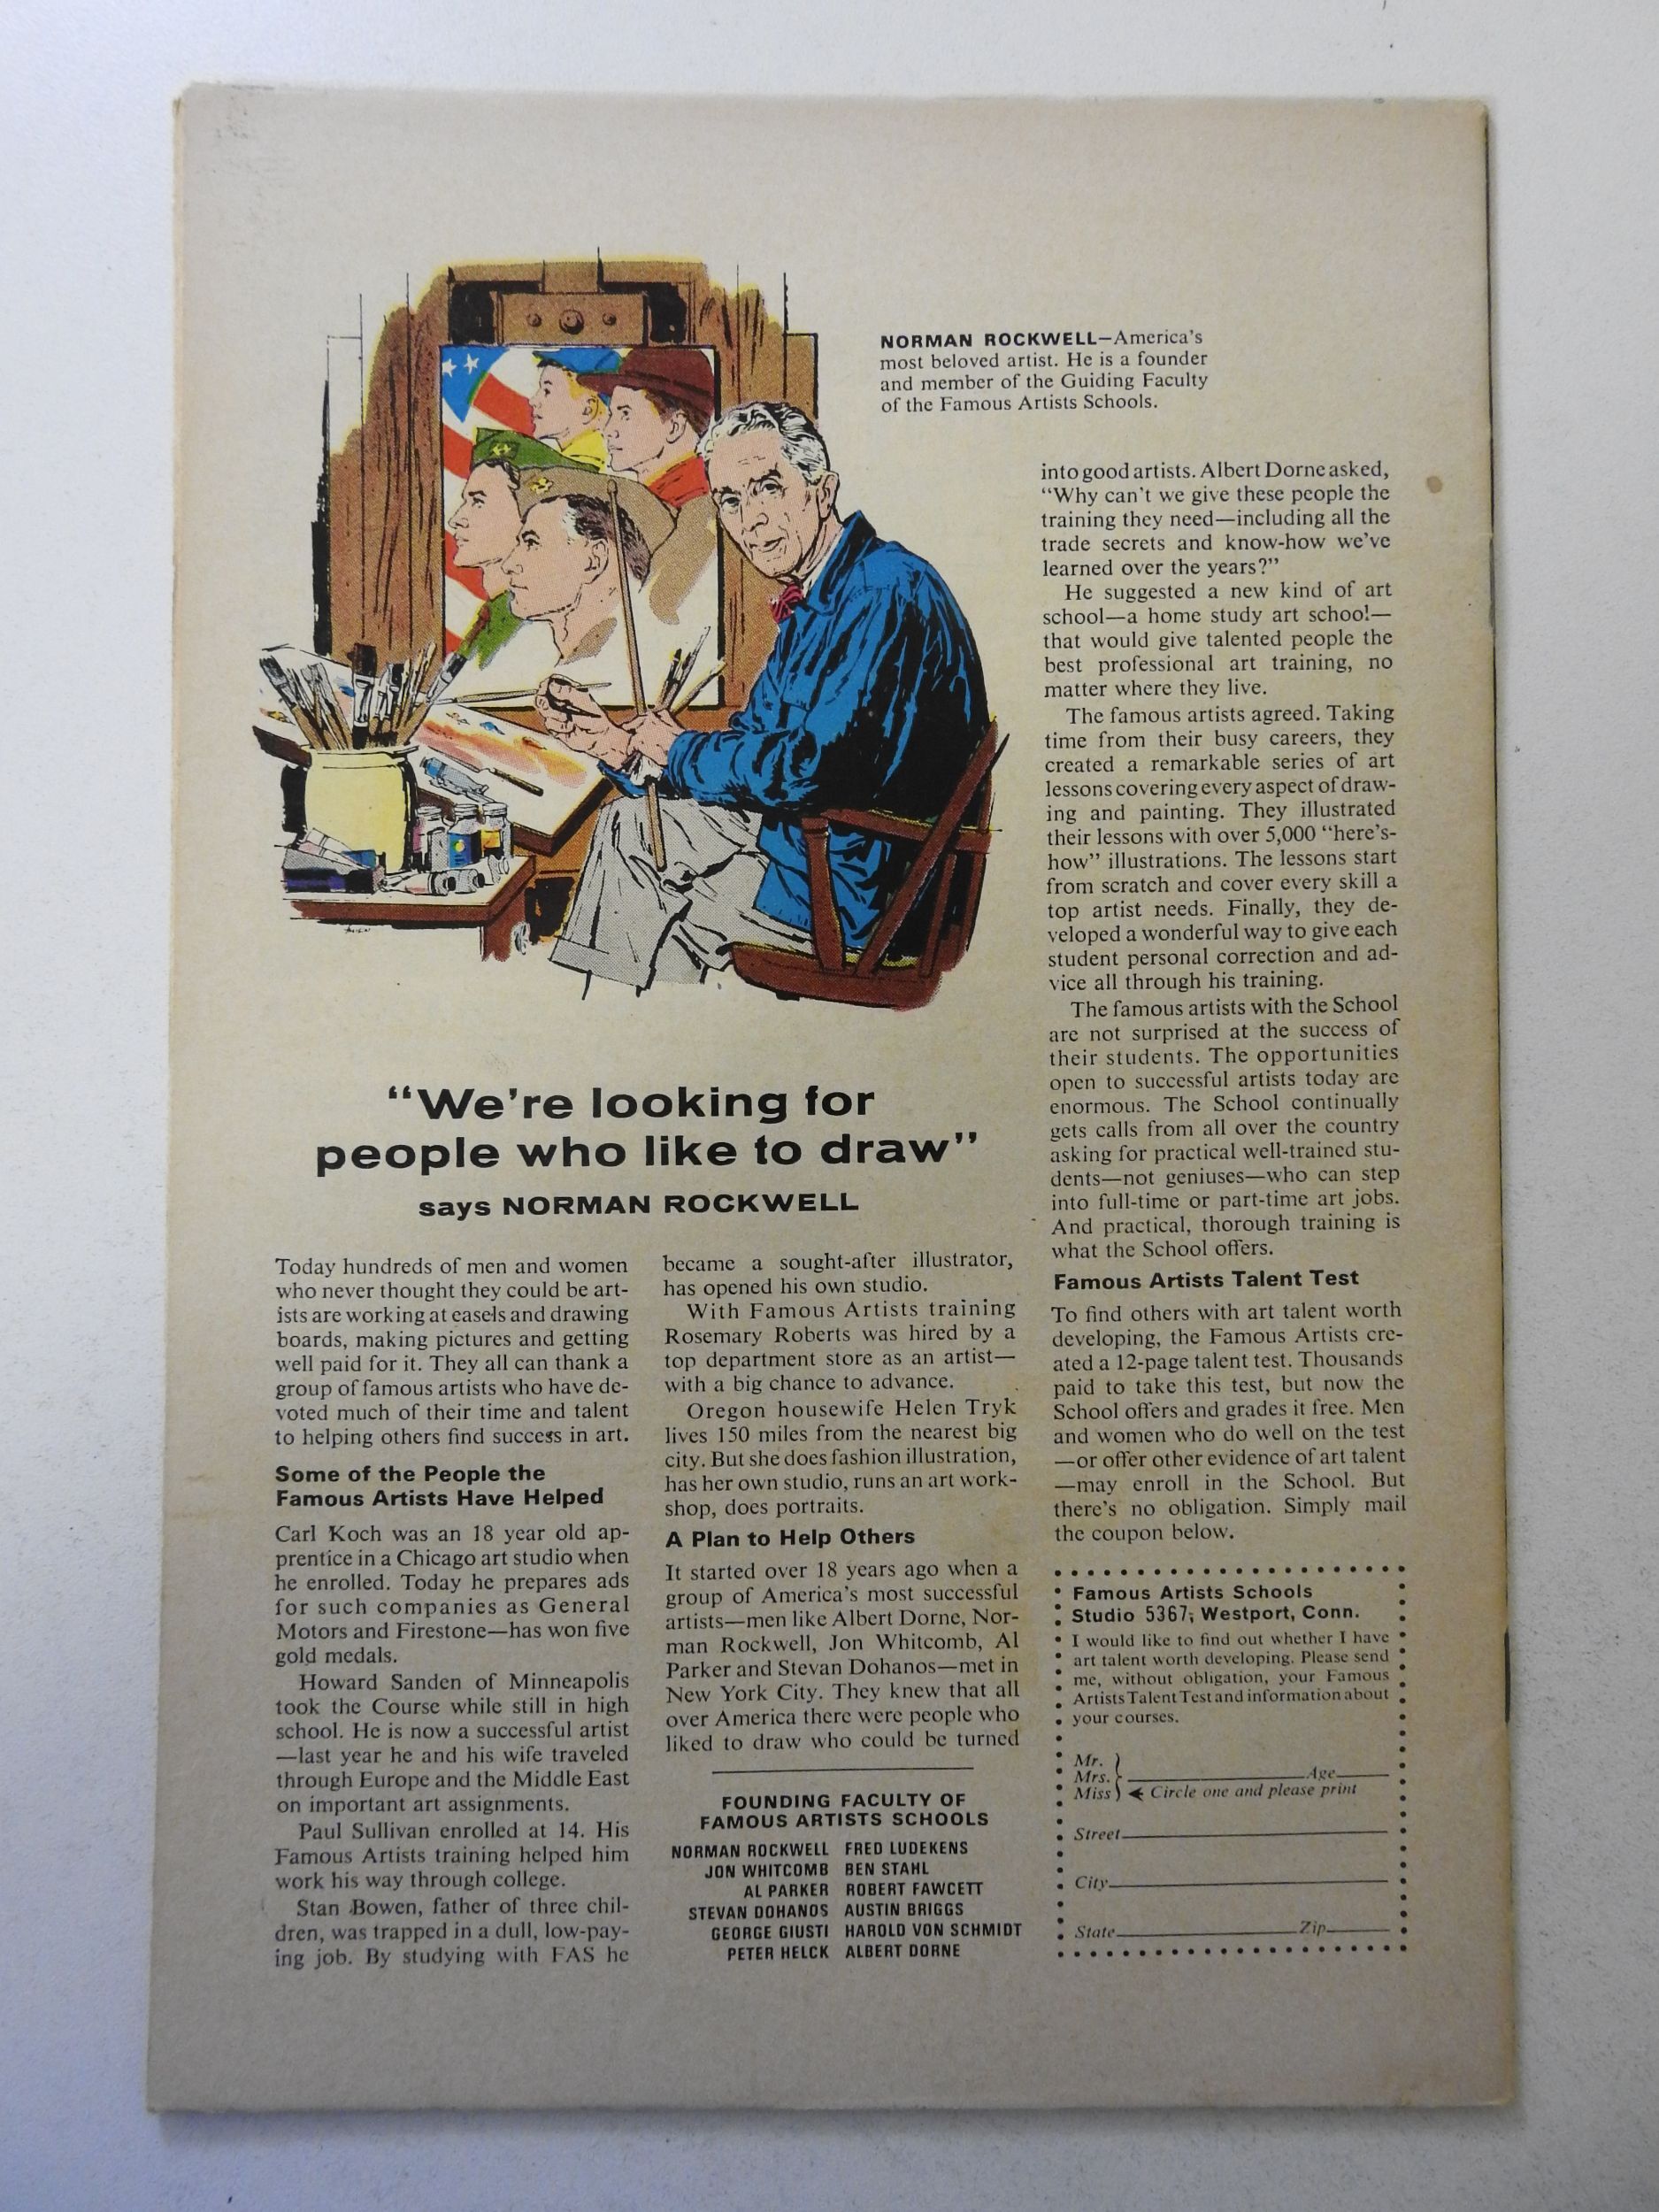 NORMAN ROCKWELL—America's
most beloved artist. He is a founder
and member of the Guiding Faculty
of the Famous Artists Schools.
"We're looking for
people who like to draw"
says NORMAN ROCKWELL
Today hundreds of men and women
who never thought they could be art-
ists are working at easels and drawing
boards, making pictures and getting
well paid for it. They all can thank a
group of famous artists who have de-
voted much of their time and talent
to helping others find success in art.
Some of the People the
Famous Artists Have Helped
Carl Koch was an 18 year old ap-
prentice in a Chicago art studio when
he enrolled. Today he prepares ads
for such companies as General
Motors and Firestone—has won five
gold medals.
Howard Sanden of Minneapolis
took the Course while still in high
school. He is now a successful artist
—last year he and his wife traveled
through Europe and the Middle East
on important art assignments.
Paul Sullivan enrolled at 14. His
Famous Artists training helped him
work his way through college.
Stan Bowen, father of three chil-
dren, was trapped in a dull, low-pay-
ing job. By studying with FAS he
became a sought-after illustrator,
has opened his own studio.
With Famous Artists training
Rosemary Roberts was hired by a
top department store as an artist—
with a big chance to advance.
Oregon housewife Helen Tryk
lives 150 miles from the nearest big
city. But she does fashion illustration,
has her own studio, runs an art work-
shop, does portraits.
A Plan to Help Others
It started over 18 years ago when a
group of America's most successful
artists—men like Albert Dorne, Nor-
man Rockwell, Jon Whitcomb, Al
Parker and Stevan Dohanos—met in
New York City. They knew that all
over America there were people who
liked to draw who could be turned
FOUNDING FACULTY OF
FAMOUS ARTISTS SCHOOLS
NORMAN ROCKWELL FRED LUDEKENS
JON WHITCOMB BEN STAHL
AL PARKER ROBERT FAWCETT
STEVAN DOHANOS AUSTIN BRIGGS
GEORGE GIUSTI HAROLD VON SCHMIDT
PETER HELCK ALBERT DORNE
into good artists. Albert Dorne asked,
"Why can't we give these people the
training they need—including all the
trade secrets and know-how we've
learned over the years?"
He suggested a new kind of art
school—a home study art school—
that would give talented people the
best professional art training, no
matter where they live.
The famous artists agreed. Taking
time from their busy careers, they
created a remarkable series of art
lessons covering every aspect of draw-
ing and painting. They illustrated
their lessons with over 5,000 "here's-
how" illustrations. The lessons start
from scratch and cover every skill a
top artist needs. Finally, they de-
veloped a wonderful way to give each
student personal correction and ad-
vice all through his training.
The famous artists with the School
are not surprised at the success of
their students. The opportunities
open to successful artists today are
enormous. The School continually
gets calls from all over the country
asking for practical well-trained stu-
dents—not geniuses—who can step
into full-time or part-time art jobs.
And practical, thorough training is
what the School offers.
Famous Artists Talent Test
To find others with art talent worth
developing, the Famous Artists cre-
ated a 12-page talent test. Thousands
paid to take this test, but now the
School offers and grades it free. Men
and women who do well on the test
—or offer other evidence of art talent
—may enroll in the School. But
there's no obligation. Simply mail
the coupon below.
Famous Artists Schools
Studio 5367, Westport, Conn.
I would like to find out whether I have
art talent worth developing. Please send
me, without obligation, your Famous
Artists Talent Test and information about
your courses.
Mr.
Mrs. Age
Miss Circle one and please print
Street
City
State Zip